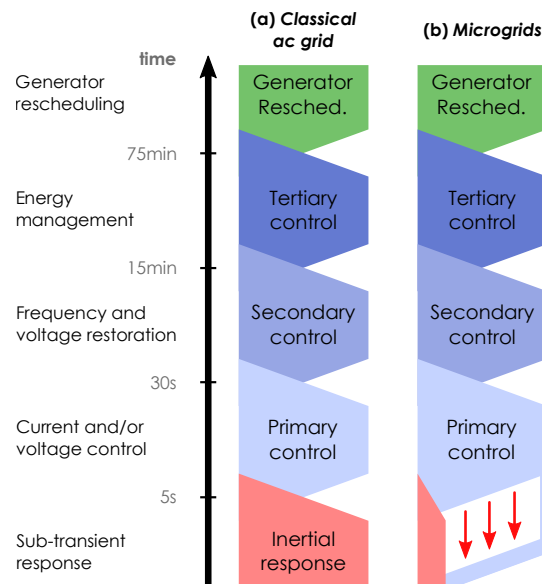 (a) Classical
ac grid
(b) Microgrids
time
Generator
rescheduling
Generator
Resched.
Generator
Resched.
75min
Energy
management
Tertiary
control
Tertiary
control
15min
Frequency and
voltage restoration
Secondary
control
Secondary
control
30s
Current and/or
voltage control
Primary
control
Primary
control
5s
Sub-transient
response
Inertial
response